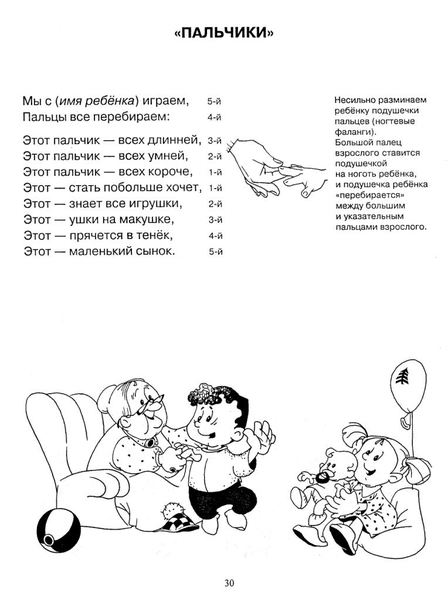 «ПАЛЬЧИКИ»
Мы с (имя ребёнка) играем, 5-й
Пальцы все перебираем: 4-й
Этот пальчик — всех длинней, 3-й
Этот пальчик — всех умней, 2-й
Этот пальчик — всех короче, 1-й
Этот — стать побольше хочет, 1-й
Этот — знает все игрушки, 2-й
Этот — ушки на макушке, 3-й
Этот — прячется в тенёк, 4-й
Этот — маленький сынок. 5-й
Несильно разминаем
ребёнку подушечки
пальцев (ногтевые
фаланги).
Большой палец
взрослого ставится
подушечкой
на ноготь ребёнка,
и подушечка ребёнка
“перебирается”
между большим
и указательным
пальцами взрослого.
30